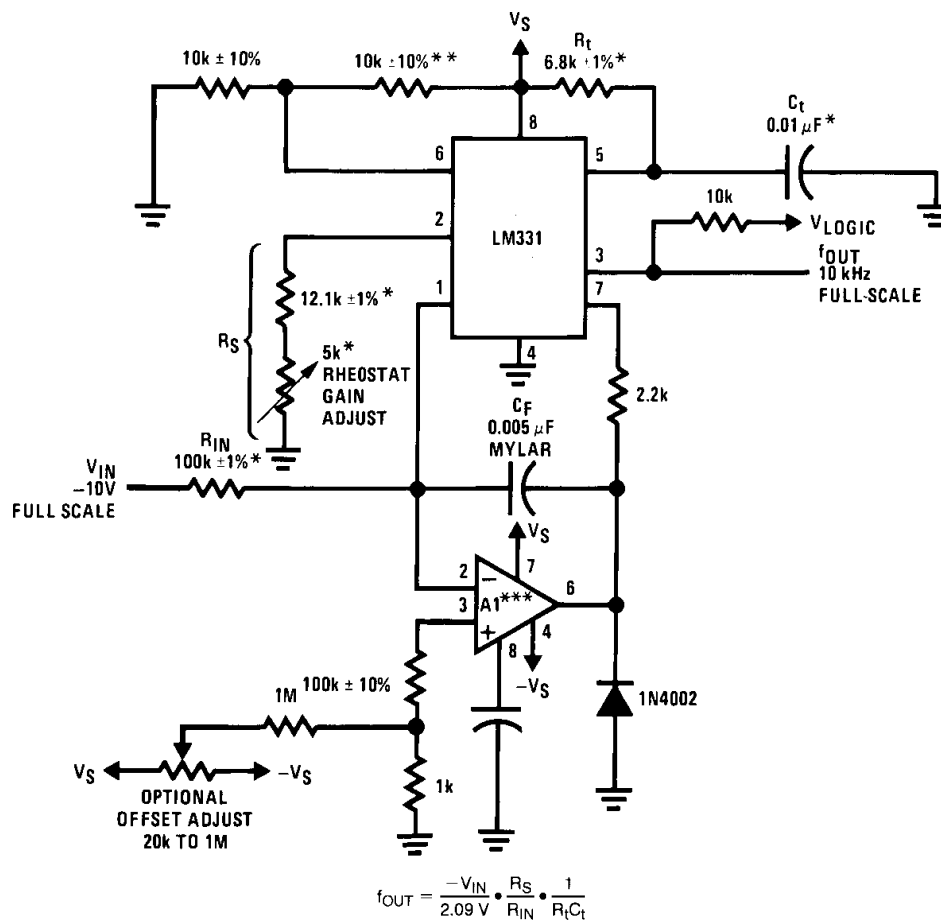 V_S
10k ± 10%
10k ± 10% **
R_t
6.8k ± 1% *
C_t
0.01 μF *
8
6
5
10k
V_LOGIC
2
LM331
3
f_OUT
10 kHz
FULL-SCALE
7
1
R_S
12.1k ±1% *
5k*
RHEOSTAT
GAIN
ADJUST
4
2.2k
C_F
0.005 μF
MYLAR
R_IN
100k ±1% *
V_IN
–10V
FULL SCALE
V_S
7
2
–
6
3
A1***
+
4
8
–V_S
100k ± 10%
1N4002
1M
V_S
–V_S
1k
OPTIONAL
OFFSET ADJUST
20k TO 1M
f_OUT = –V_IN / 2.09 V • R_S / R_IN • 1 / R_tC_t